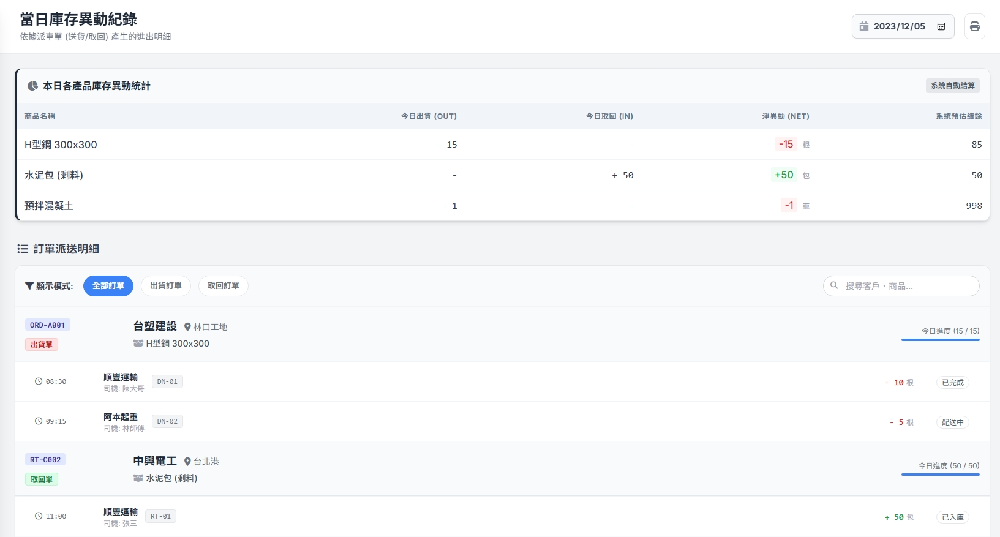 當日庫存異動紀錄
依據派車單 (送貨/取回) 產生的進出明細
2023/12/05
本日各產品庫存異動統計
系統自動結算
商品名稱 今日出貨 (OUT) 今日取回 (IN) 淨異動 (NET) 系統預估結餘
H型鋼 300x300 - 15 - -15 根 85
水泥包 (剩料) - + 50 +50 包 50
預拌混凝土 - 1 - -1 車 998
訂單派送明細
顯示模式: 全部訂單 出貨訂單 取回訂單 搜尋客戶、商品...
ORD-A001 台塑建設 林口工地 今日進度 (15 / 15)
出貨單 H型鋼 300x300
08:30 順豐運輸 DN-01 - 10 根 已完成
司機: 陳大哥
09:15 阿本起重 DN-02 - 5 根 配送中
司機: 林師傅
RT-C002 中興電工 台北港 今日進度 (50 / 50)
取回單 水泥包 (剩料)
11:00 順豐運輸 RT-01 + 50 包 已入庫
司機: 張三